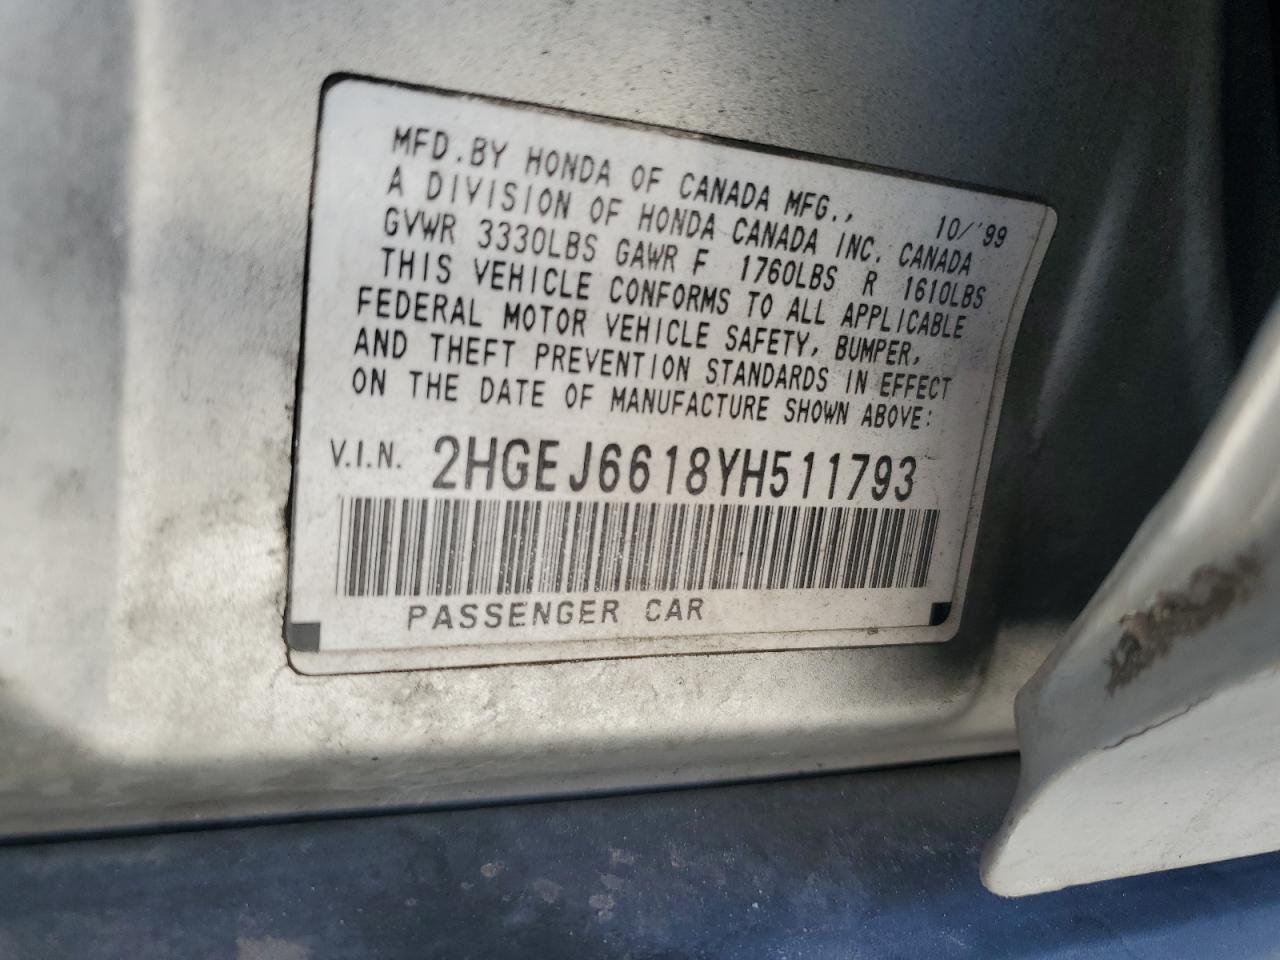 MFD.BY HONDA OF CANADA MFG., 10/'99
A DIVISION OF HONDA CANADA INC. CANADA
GVWR 3330LBS GAWR F 1760LBS R 1610LBS
THIS VEHICLE CONFORMS TO ALL APPLICABLE
FEDERAL MOTOR VEHICLE SAFETY, BUMPER,
AND THEFT PREVENTION STANDARDS IN EFFECT
ON THE DATE OF MANUFACTURE SHOWN ABOVE:
V.I.N. 2HGEJ6618YH511793
PASSENGER CAR